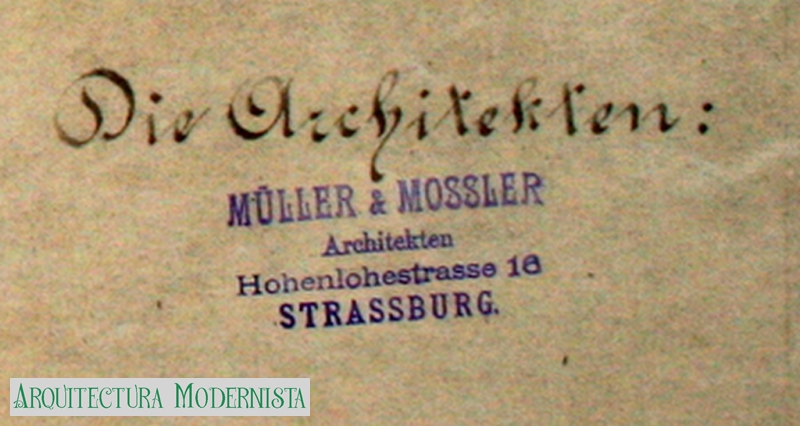 Die Architekten:
MÜLLER & MOSSLER
Architekten
Hohenlohestrasse 16
STRASSBURG.
ARQUITECTURA MODERNISTA